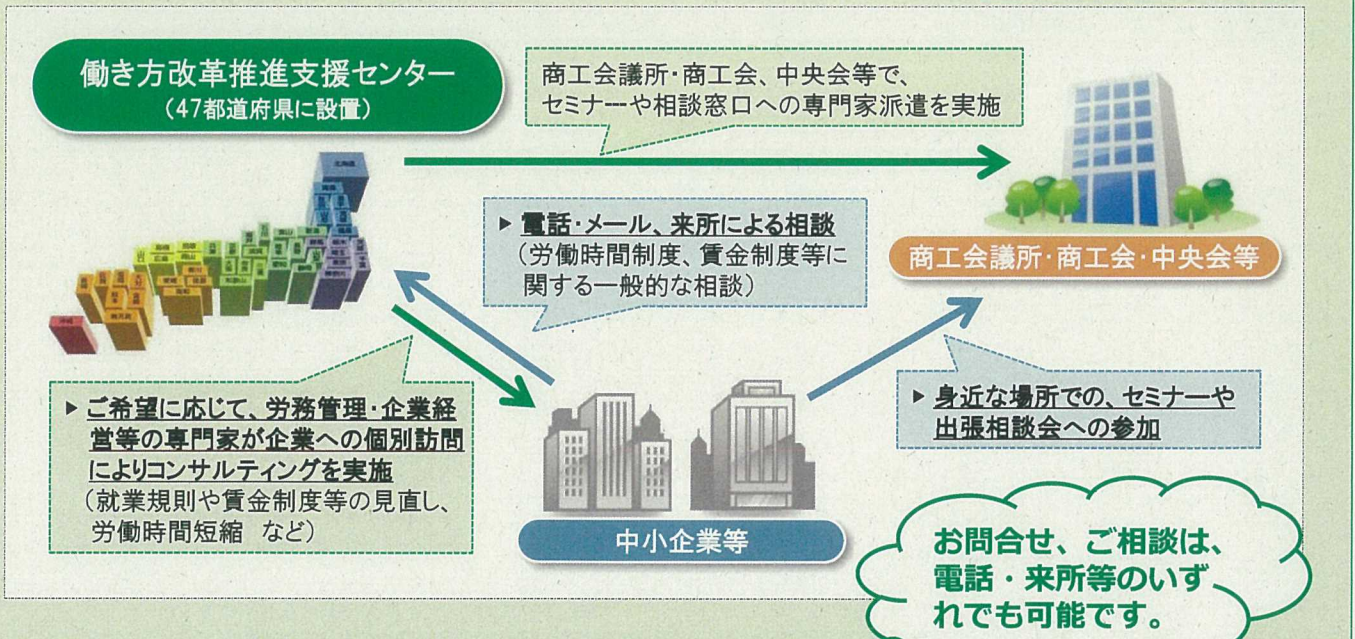 働き方改革推進支援センター
（47都道府県に設置）
商工会議所・商工会、中央会等で、
セミナーや相談窓口への専門家派遣を実施
北海道
▶ 電話・メール、来所による相談
（労働時間制度、賃金制度等に
関する一般的な相談）
商工会議所・商工会・中央会等
▶ ご希望に応じて、労務管理・企業経
営等の専門家が企業への個別訪問
によりコンサルティングを実施
（就業規則や賃金制度等の見直し、
労働時間短縮 など）
▶ 身近な場所での、セミナーや
出張相談会への参加
中小企業等
お問合せ、ご相談は、
電話・来所等のいず
れでも可能です。